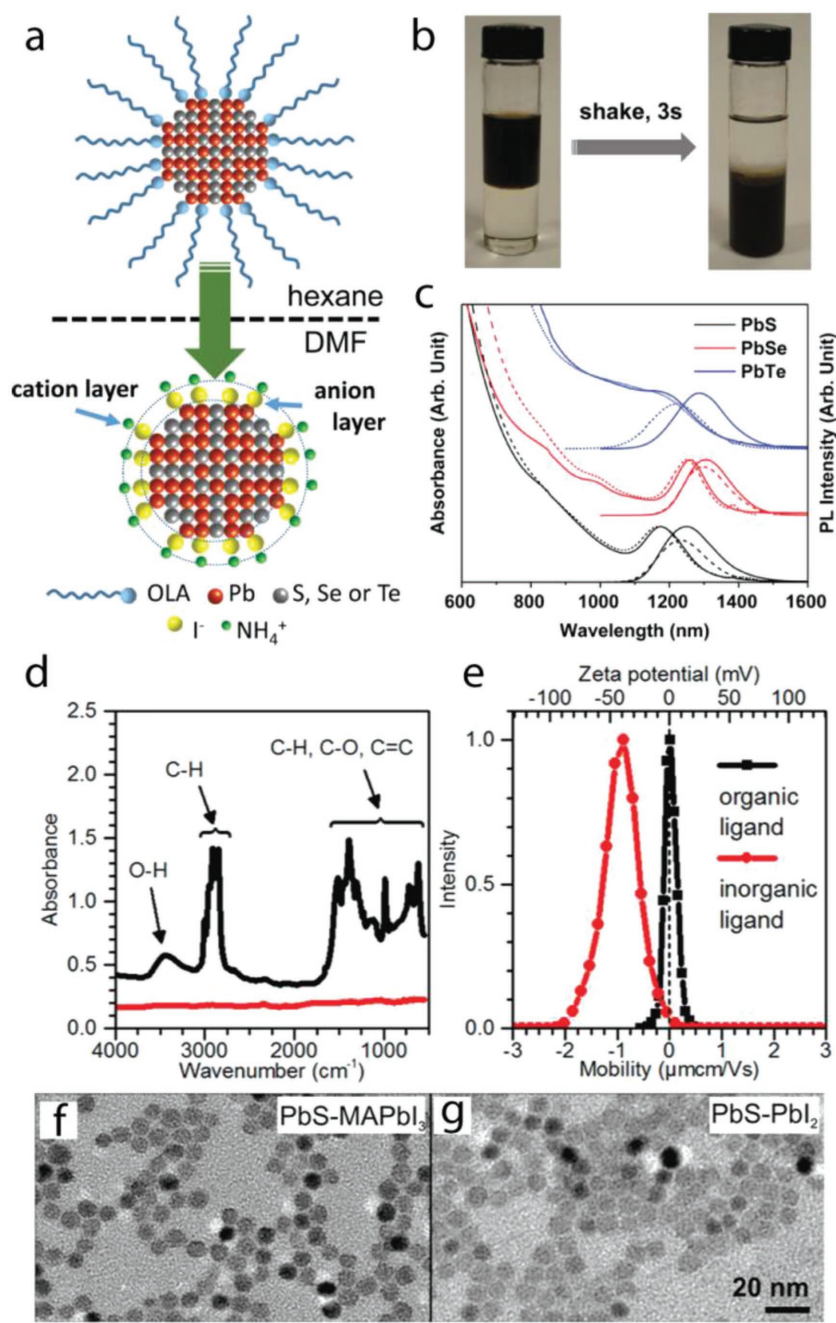 a
hexane
DMF
cation layer
anion
layer
OLA Pb S, Se or Te
I⁻ NH₄⁺
b
shake, 3s
c
PbS
PbSe
PbTe
Absorbance (Arb. Unit)
PL Intensity (Arb. Unit)
600 800 1000 1200 1400 1600
Wavelength (nm)
d
2.5
2.0
1.5
1.0
0.5
0.0
Absorbance
O-H
C-H
C-H, C-O, C=C
4000 3000 2000 1000
Wavenumber (cm⁻¹)
e
Zeta potential (mV)
-100 -50 0 50 100
1.0
0.5
0.0
Intensity
organic
ligand
inorganic
ligand
-3 -2 -1 0 1 2 3
Mobility (µmcm/Vs)
f
PbS-MAPbI₃
g
PbS-PbI₂
20 nm